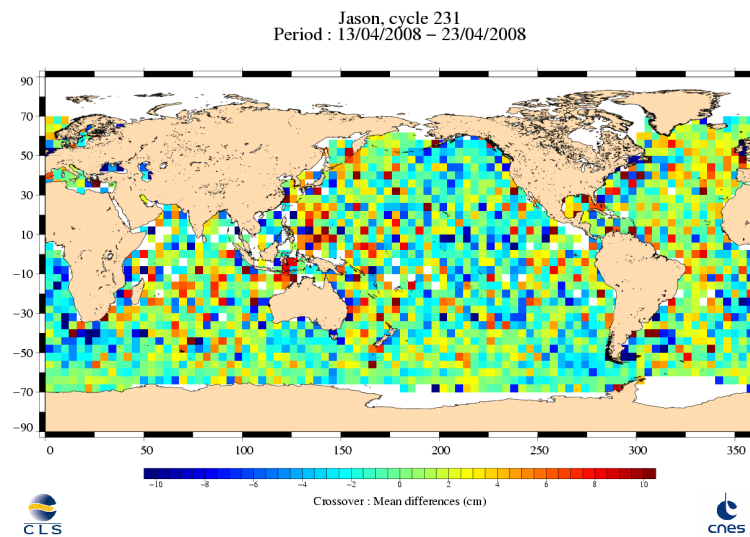 Jason, cycle 231
Period : 13/04/2008 − 23/04/2008
90
70
50
30
10
−10
−30
−50
−70
−90
0 50 100 150 200 250 300 350
−10 −8 −6 −4 −2 0 2 4 6 8 10
Crossover : Mean differences (cm)
CLS
cnes